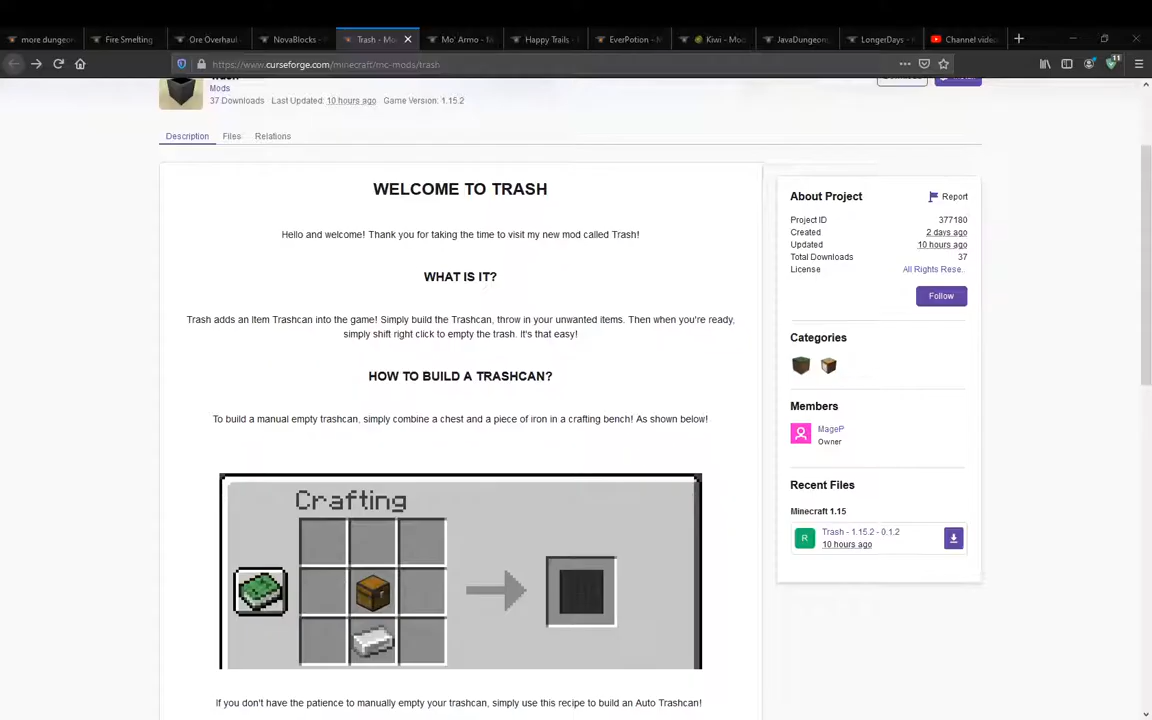 more dunge
Fire Smelting
Ore Overhaul
NovaBlocks -
Trash - Mo
Mo' Armo - M
Happy Trails -
EverPotion - M
Kiwi - Mo
JavaDungeon
LongerDays -
Channel video
https://www.curseforge.com/minecraft/mc-mods/trash
11
Mods
37 Downloads Last Updated: 10 hours ago Game Version: 1.15.2
Description Files Relations
WELCOME TO TRASH
Hello and welcome! Thank you for taking the time to visit my new mod called Trash!
WHAT IS IT?
Trash adds an Item Trashcan into the game! Simply build the Trashcan, throw in your unwanted items. Then when you're ready,
simply shift right click to empty the trash. It's that easy!
HOW TO BUILD A TRASHCAN?
To build a manual empty trashcan, simply combine a chest and a piece of iron in a crafting bench! As shown below!
Crafting
If you don't have the patience to manually empty your trashcan, simply use this recipe to build an Auto Trashcan!
About Project
Report
Project ID 377180
Created 2 days ago
Updated 10 hours ago
Total Downloads 37
License All Rights Rese..
Follow
Categories
Members
MageP
Owner
Recent Files
Minecraft 1.15
R
Trash - 1.15.2 - 0.1.2
10 hours ago